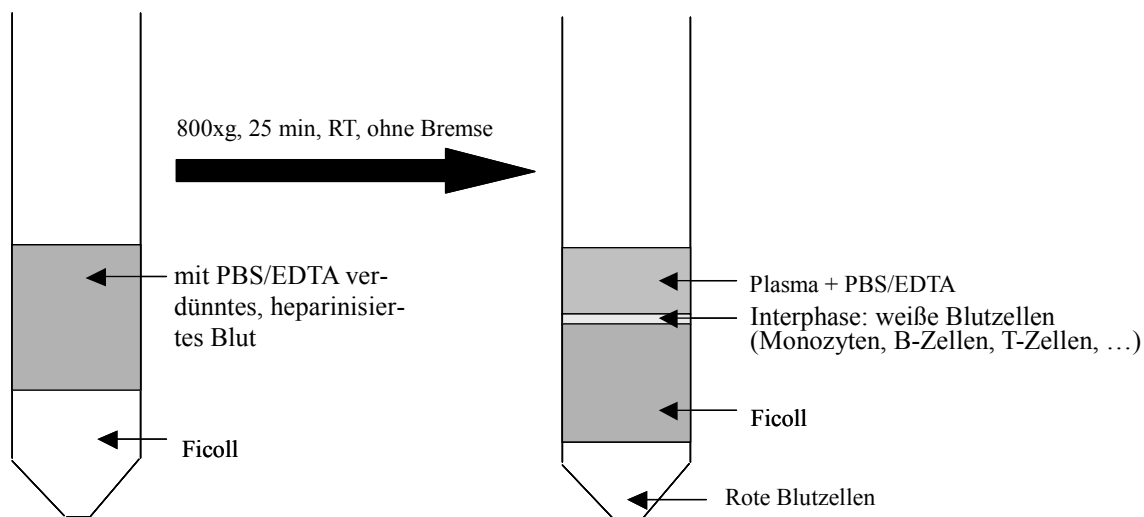 800xg, 25 min, RT, ohne Bremse
mit PBS/EDTA ver-
dünntes, heparinisier-
tes Blut
Ficoll
Plasma + PBS/EDTA
Interphase: weiße Blutzellen
(Monozyten, B-Zellen, T-Zellen, …)
Ficoll
Rote Blutzellen